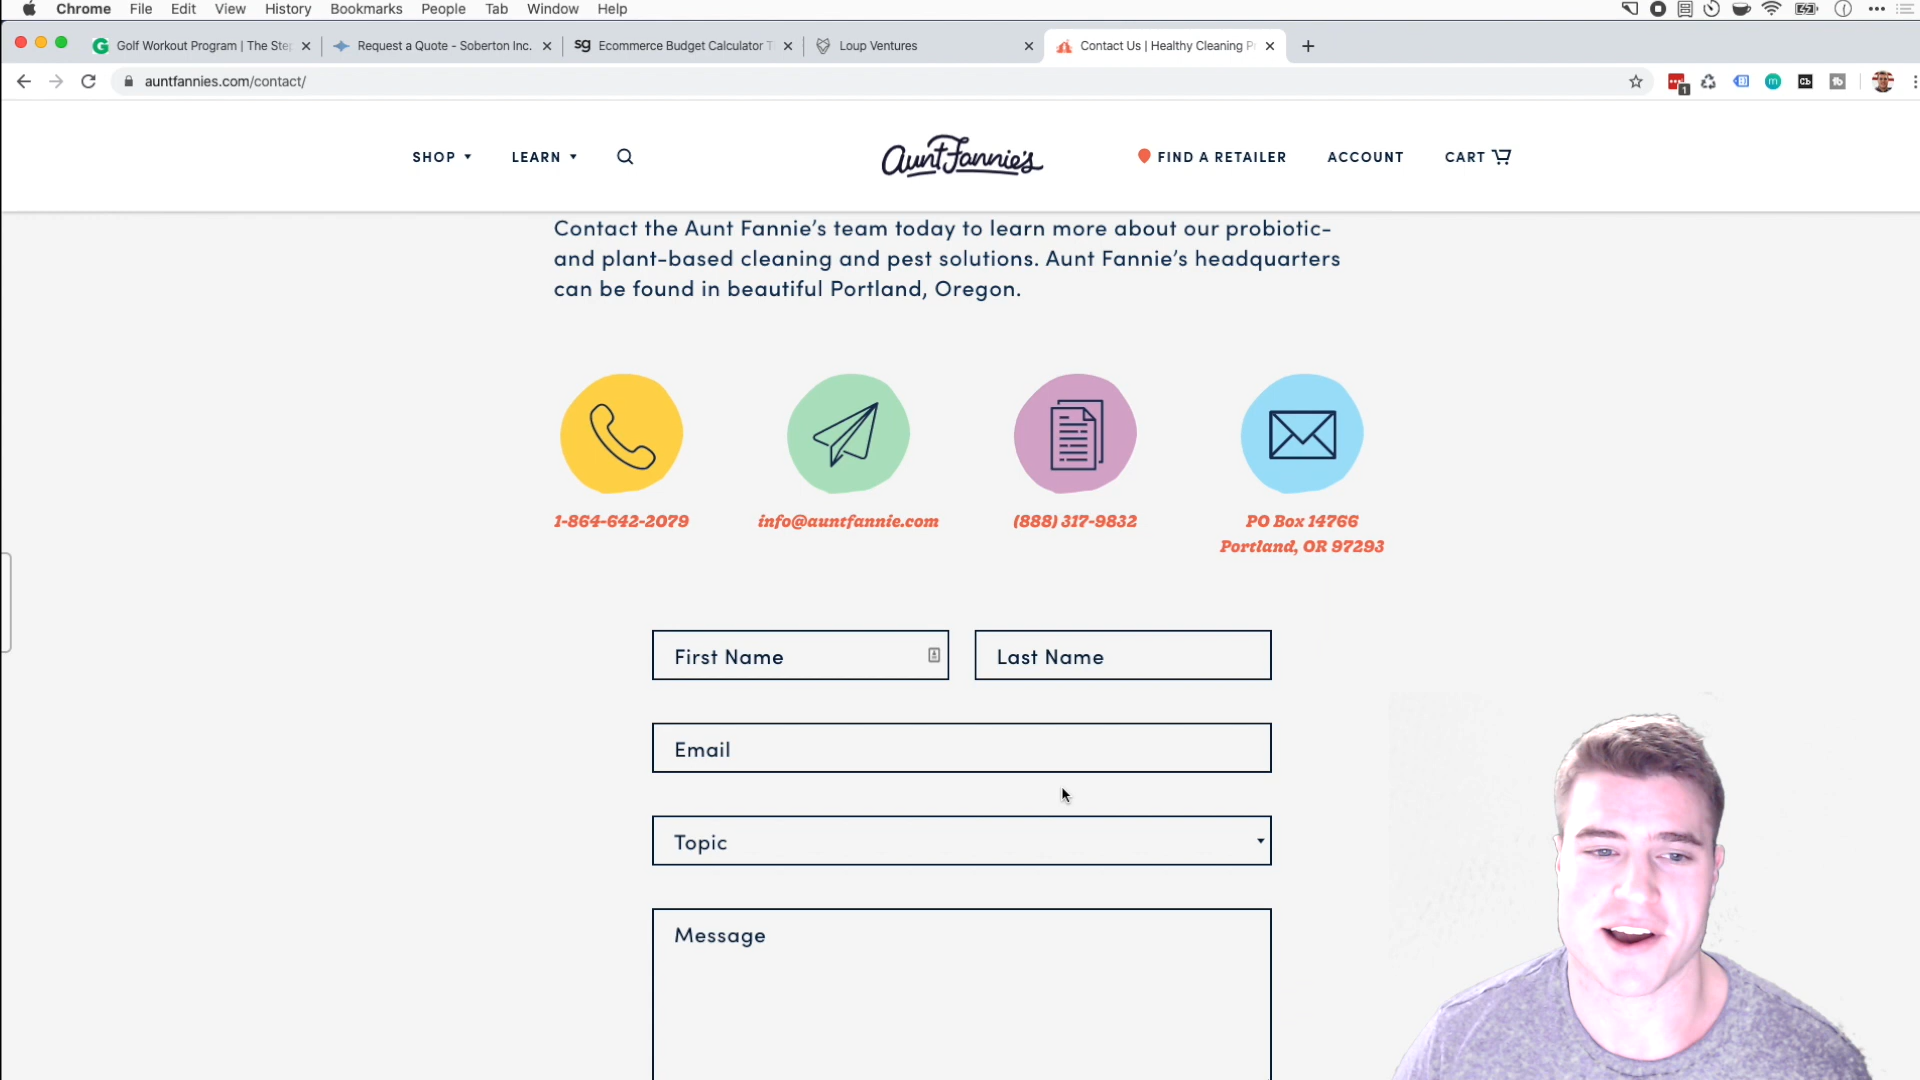 Chrome File Edit View History Bookmarks People Tab Window Help
Golf Workout Program | The Ste
Request a Quote - Soberton Inc.
sg Ecommerce Budget Calculator T
Loup Ventures
Contact Us | Healthy Cleaning P
auntfannies.com/contact/
1
m
Cb
SHOP
LEARN
Aunt Fannie's
FIND A RETAILER
ACCOUNT
CART
Contact the Aunt Fannie’s team today to learn more about our probiotic-
and plant-based cleaning and pest solutions. Aunt Fannie’s headquarters
can be found in beautiful Portland, Oregon.
1-864-642-2079
info@auntfannie.com
(888) 317-9832
PO Box 14766
Portland, OR 97293
First Name
Last Name
Email
Topic
Message